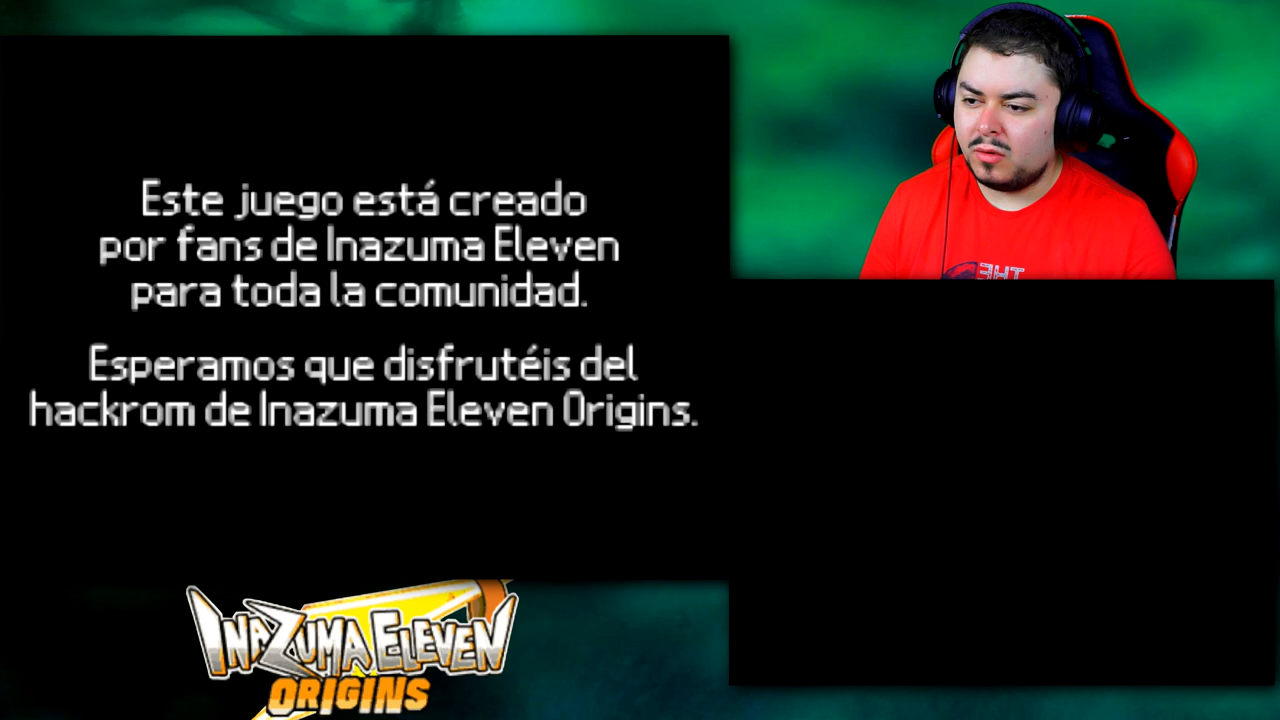 Este juego está creado
por fans de Inazuma Eleven
para toda la comunidad.
Esperamos que disfrutéis del
hackrom de Inazuma Eleven Origins.
THE
INAZUMA ELEVEN
ORIGINS